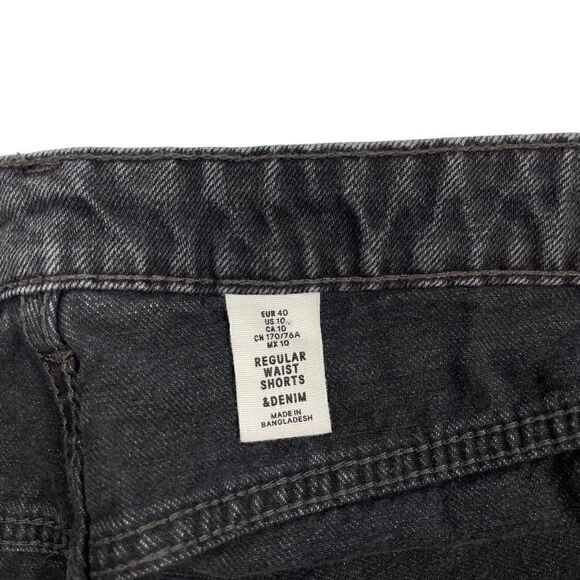 EUR 40
US 10
CA 10
CN 170/76A
MX 10
REGULAR
WAIST
SHORTS
&DENIM
MADE IN
BANGLADESH